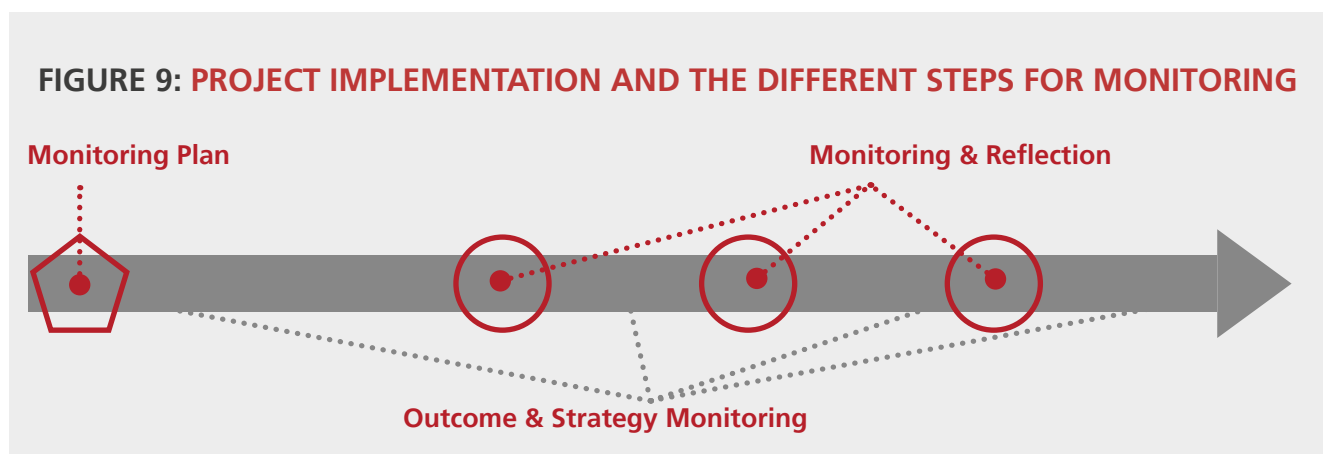 FIGURE 9: PROJECT IMPLEMENTATION AND THE DIFFERENT STEPS FOR MONITORING
Monitoring Plan
Monitoring & Reflection
Outcome & Strategy Monitoring